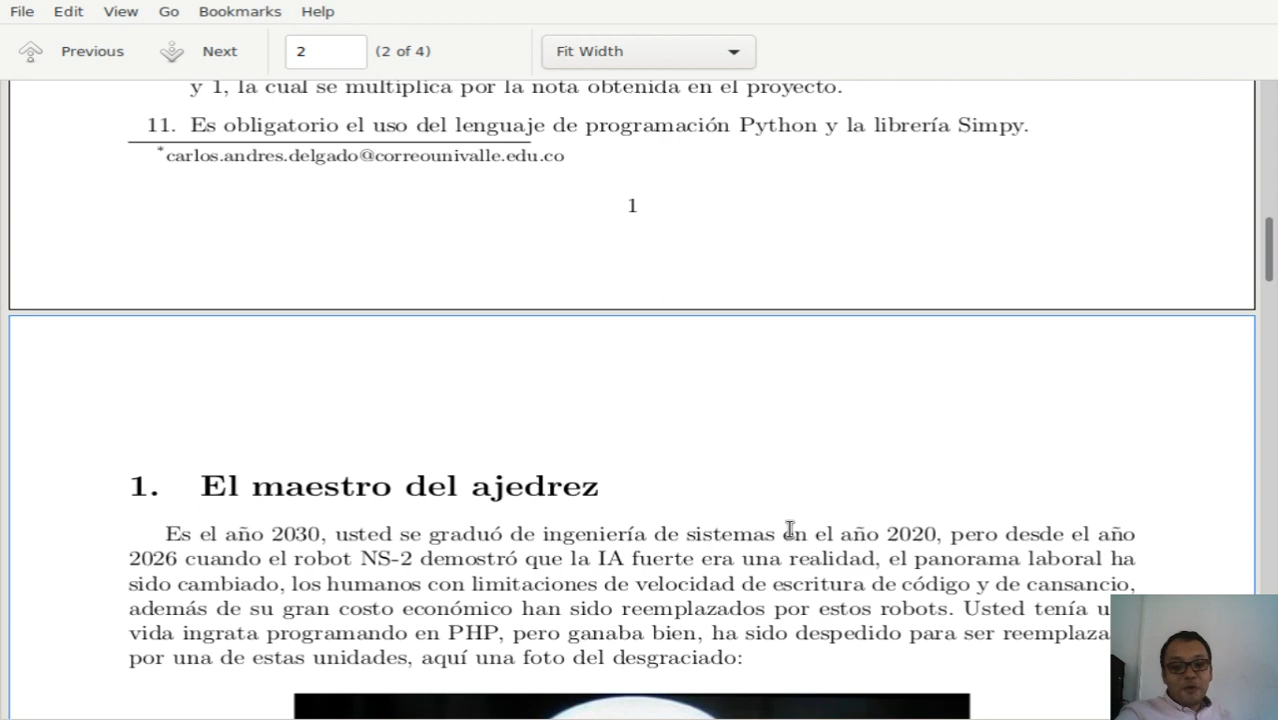 File Edit View Go Bookmarks Help
Previous Next 2 (2 of 4) Fit Width
y 1, la cual se multiplica por la nota obtenida en el proyecto.
11. Es obligatorio el uso del lenguaje de programación Python y la librería Simpy.
*carlos.andres.delgado@correounivalle.edu.co
1
1. El maestro del ajedrez
Es el año 2030, usted se graduó de ingeniería de sistemas en el año 2020, pero desde el año
2026 cuando el robot NS-2 demostró que la IA fuerte era una realidad, el panorama laboral ha
sido cambiado, los humanos con limitaciones de velocidad de escritura de código y de cansancio,
además de su gran costo económico han sido reemplazados por estos robots. Usted tenía
vida ingrata programando en PHP, pero ganaba bien, ha sido despedido para ser
por una de estas unidades, aquí una foto del desgraciado: